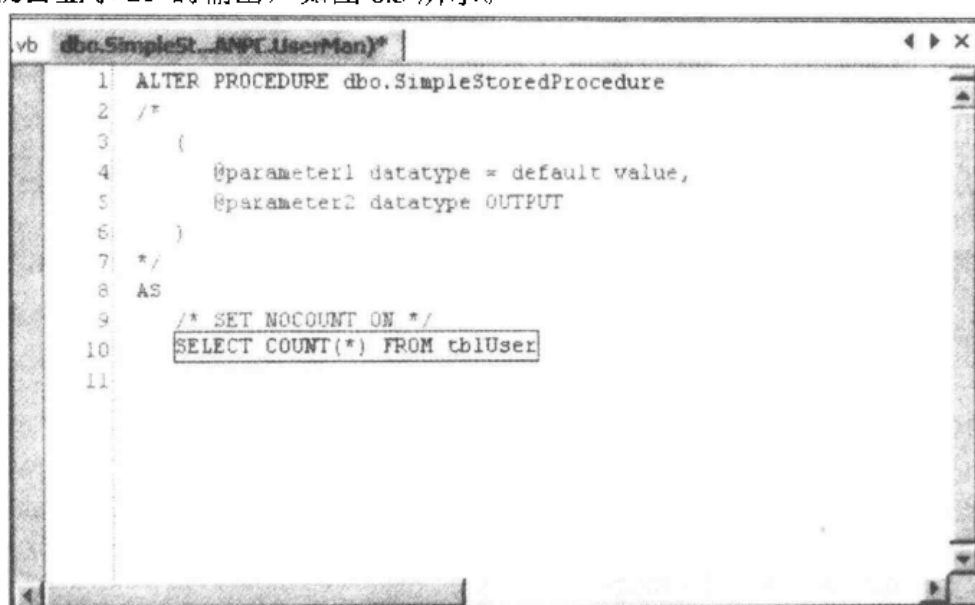 .vb dbo.SimpleSt...ANPC.UserMan)*
1 ALTER PROCEDURE dbo.SimpleStoredProcedure
2 /*
3 (
4 @parameter1 datatype = default value,
5 @parameter2 datatype OUTPUT
6 )
7 */
8 AS
9 /* SET NOCOUNT ON */
10 SELECT COUNT(*) FROM tblUser
11